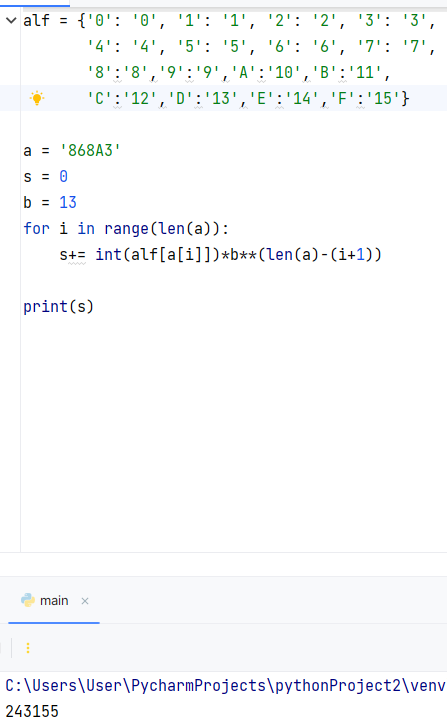 alf = {'0': '0', '1': '1', '2': '2', '3': '3',
'4': '4', '5': '5', '6': '6', '7': '7',
'8':'8','9':'9','A':'10','B':'11',
'C':'12','D':'13','E':'14','F':'15'}
a = '868A3'
s = 0
b = 13
for i in range(len(a)):
s+= int(alf[a[i]])*b**(len(a)-(i+1))
print(s)
main ×
C:\Users\User\PycharmProjects\pythonProject2\venv
243155